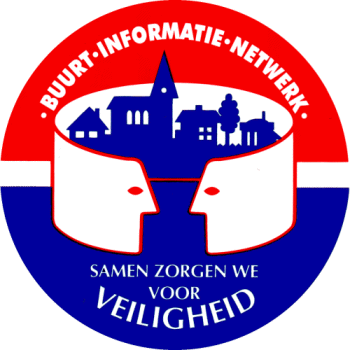 · BUURT · INFORMATIE · NETWERK ·
SAMEN ZORGEN WE
VOOR
VEILIGHEID